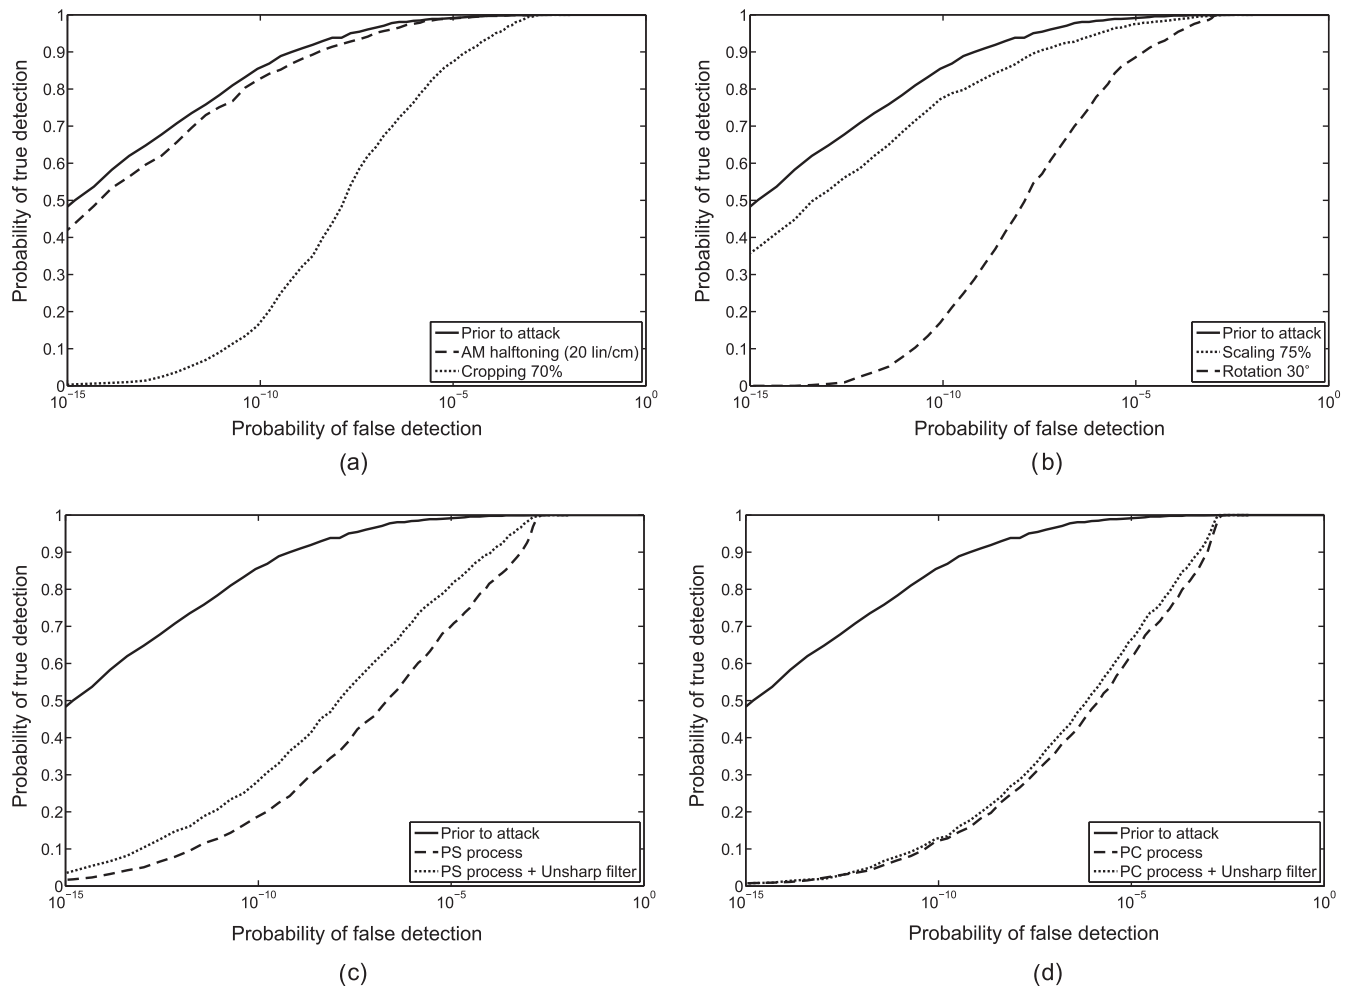 1
0.9
0.8
0.7
0.6
0.5
0.4
0.3
0.2
0.1
0
Probability of true detection
Prior to attack
AM halftoning (20 lin/cm)
Cropping 70%
10⁻¹⁵ 10⁻¹⁰ 10⁻⁵ 10⁰
Probability of false detection
(a)
1
0.9
0.8
0.7
0.6
0.5
0.4
0.3
0.2
0.1
0
Probability of true detection
Prior to attack
Scaling 75%
Rotation 30°
10⁻¹⁵ 10⁻¹⁰ 10⁻⁵ 10⁰
Probability of false detection
(b)
1
0.9
0.8
0.7
0.6
0.5
0.4
0.3
0.2
0.1
0
Probability of true detection
Prior to attack
PS process
PS process + Unsharp filter
10⁻¹⁵ 10⁻¹⁰ 10⁻⁵ 10⁰
Probability of false detection
(c)
1
0.9
0.8
0.7
0.6
0.5
0.4
0.3
0.2
0.1
0
Probability of true detection
Prior to attack
PC process
PC process + Unsharp filter
10⁻¹⁵ 10⁻¹⁰ 10⁻⁵ 10⁰
Probability of false detection
(d)